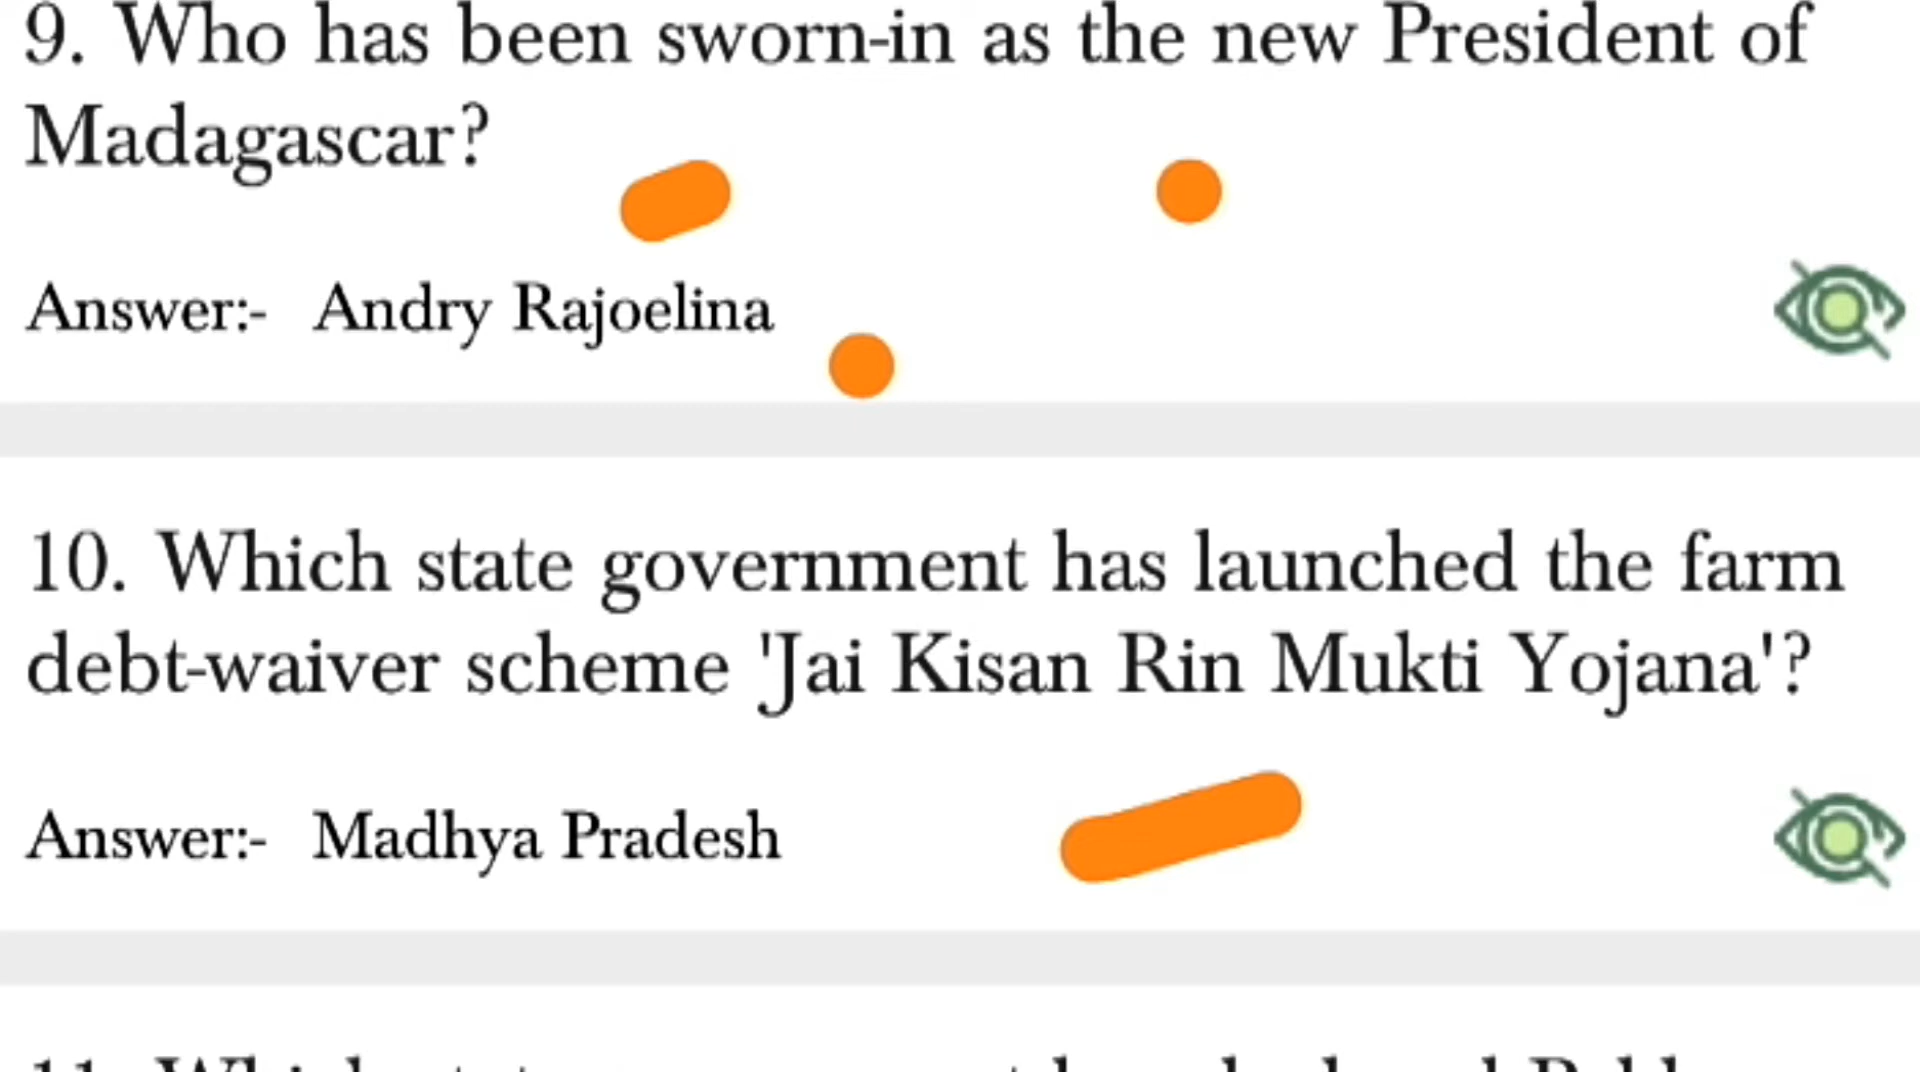 9. Who has been sworn-in as the new President of
Madagascar?
Answer:- Andry Rajoelina
10. Which state government has launched the farm
debt-waiver scheme 'Jai Kisan Rin Mukti Yojana'?
Answer:- Madhya Pradesh